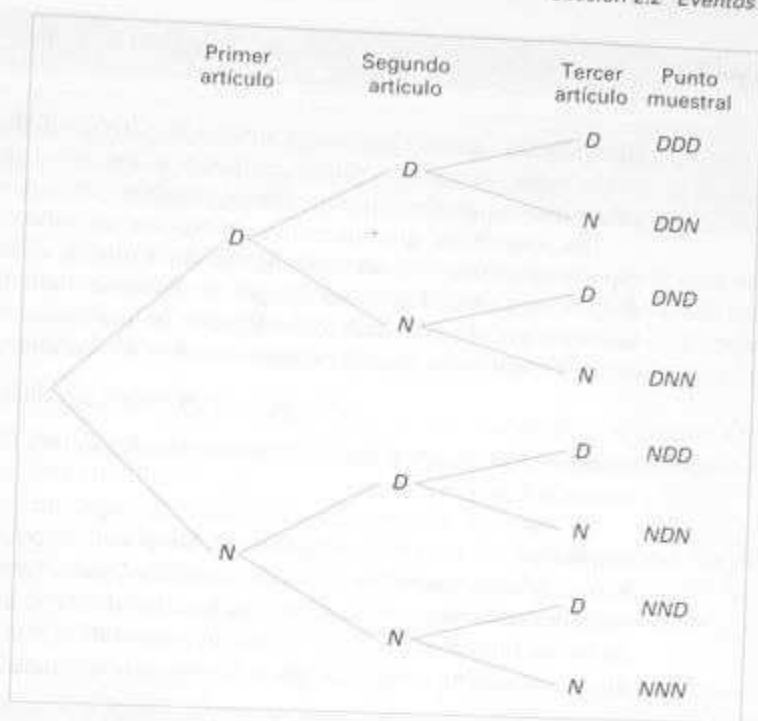 2.2 Eventos
Primer artículo
Segundo artículo
Tercer artículo
Punto muestral
D DDD
D
N DDN
D
D DND
N
N DNN
D NDD
D
N NDN
N
D NND
N
N NNN